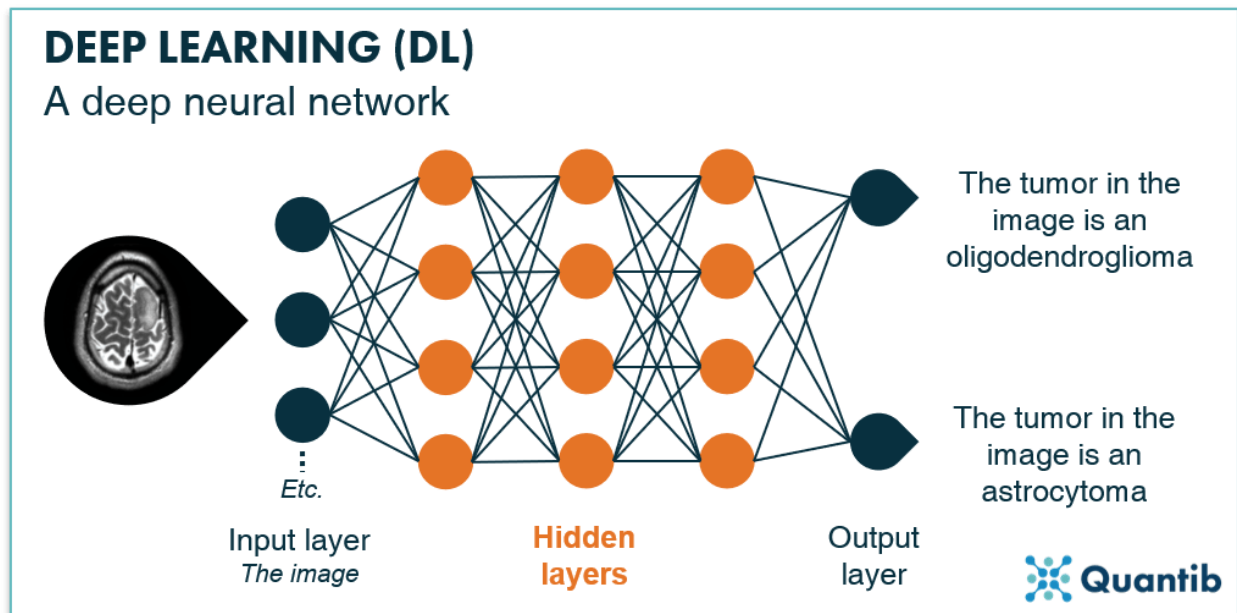 DEEP LEARNING (DL)
A deep neural network
The tumor in the
image is an
oligodendroglioma
The tumor in the
image is an
astrocytoma
Etc.
Input layer
The image
Hidden
layers
Output
layer
Quantib